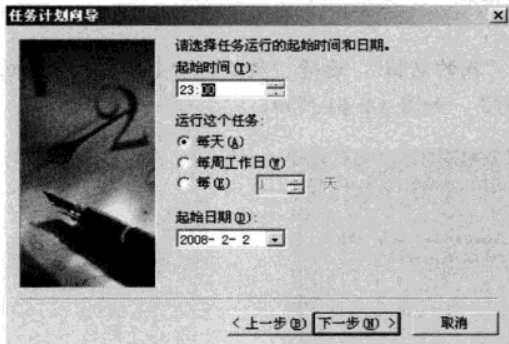 任务计划向导
请选择任务运行的起始时间和日期。
起始时间(T):
23:00
运行这个任务:
每天(A)
每周工作日(W)
每(E) 1 天
起始日期(D):
2008- 2- 2
<上一步(B) 下一步(N)> 取消